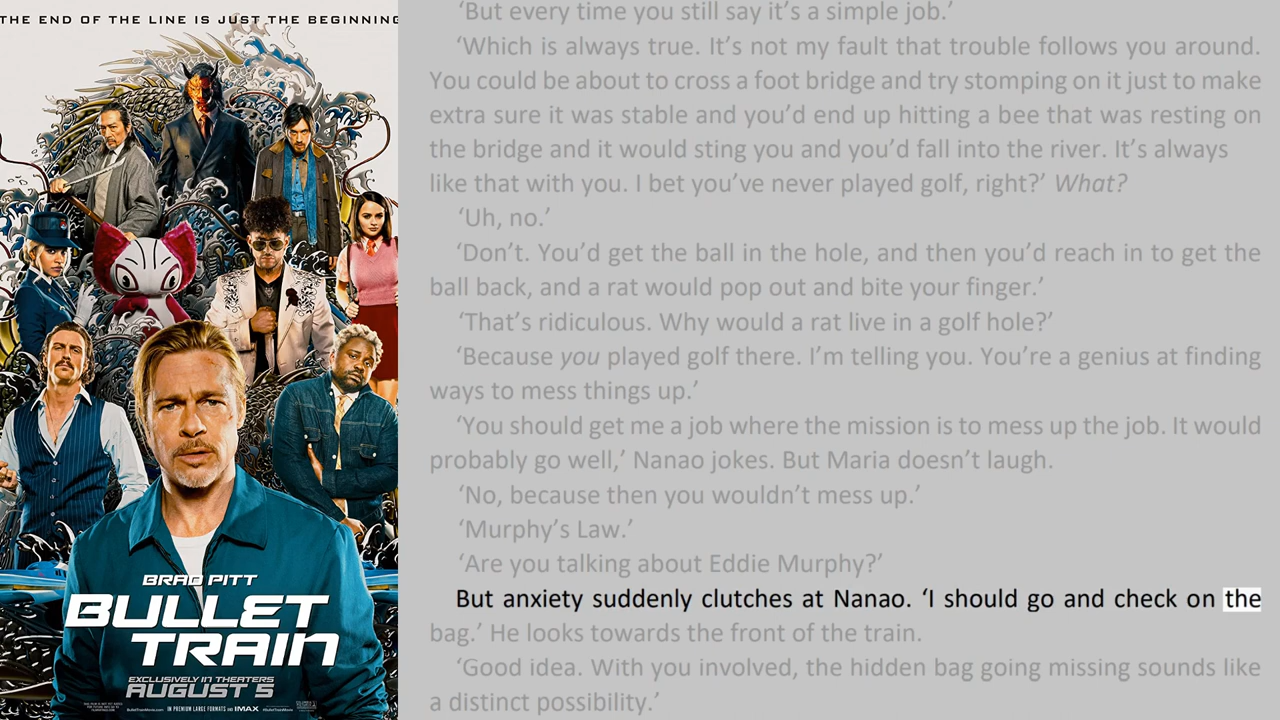 THE END OF THE LINE IS JUST THE BEGINNING
BRAD PITT
BULLET
TRAIN
EXCLUSIVELY IN THEATERS
AUGUST 5
BulletTrainMovie.com
IN PREMIUM LARGE FORMATS and IMAX
#BulletTrainMovie
‘But every time you still say it’s a simple job.’
‘Which is always true. It’s not my fault that trouble follows you around.
You could be about to cross a foot bridge and try stomping on it just to make
extra sure it was stable and you’d end up hitting a bee that was resting on
the bridge and it would sting you and you’d fall into the river. It’s always
like that with you. I bet you’ve never played golf, right?’ What?
‘Uh, no.’
‘Don’t. You’d get the ball in the hole, and then you’d reach in to get the
ball back, and a rat would pop out and bite your finger.’
‘That’s ridiculous. Why would a rat live in a golf hole?’
‘Because you played golf there. I’m telling you. You’re a genius at finding
ways to mess things up.’
‘You should get me a job where the mission is to mess up the job. It would
probably go well,’ Nanao jokes. But Maria doesn’t laugh.
‘No, because then you wouldn’t mess up.’
‘Murphy’s Law.’
‘Are you talking about Eddie Murphy?’
But anxiety suddenly clutches at Nanao. ‘I should go and check on the
bag.’ He looks towards the front of the train.
‘Good idea. With you involved, the hidden bag going missing sounds like
a distinct possibility.’